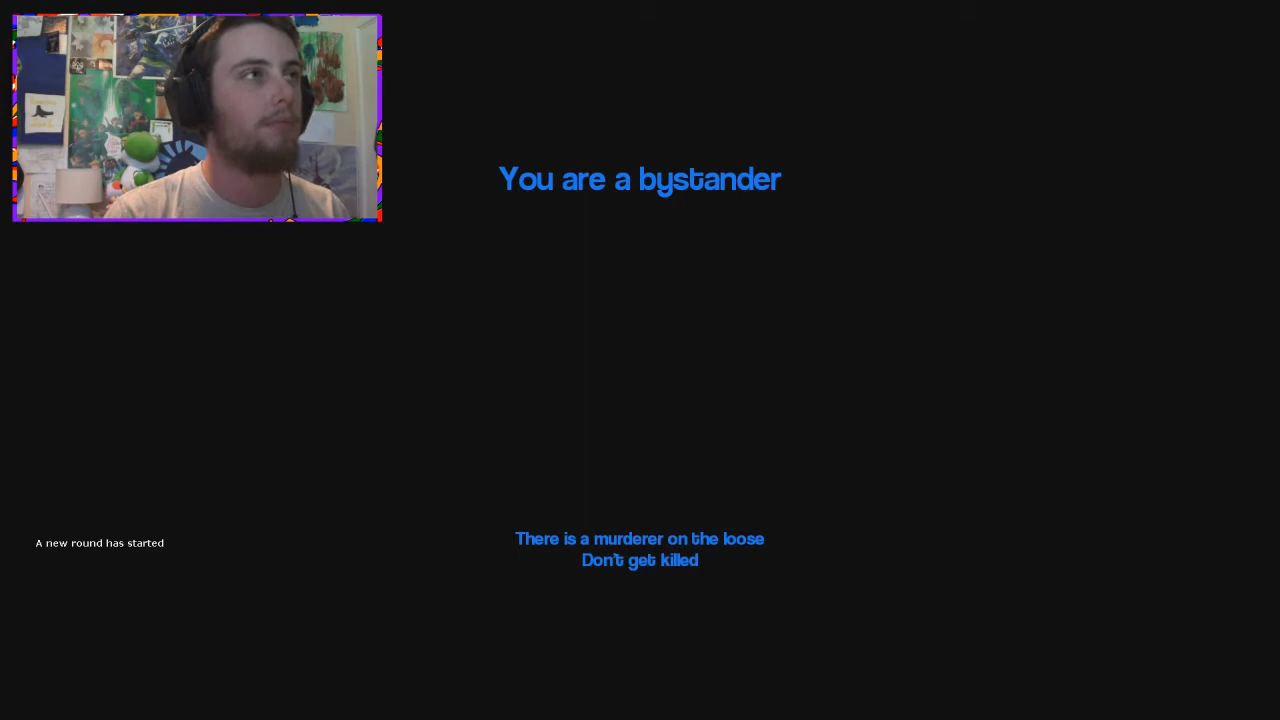 You are a bystander
There is a murderer on the loose
Don't get killed
A new round has started